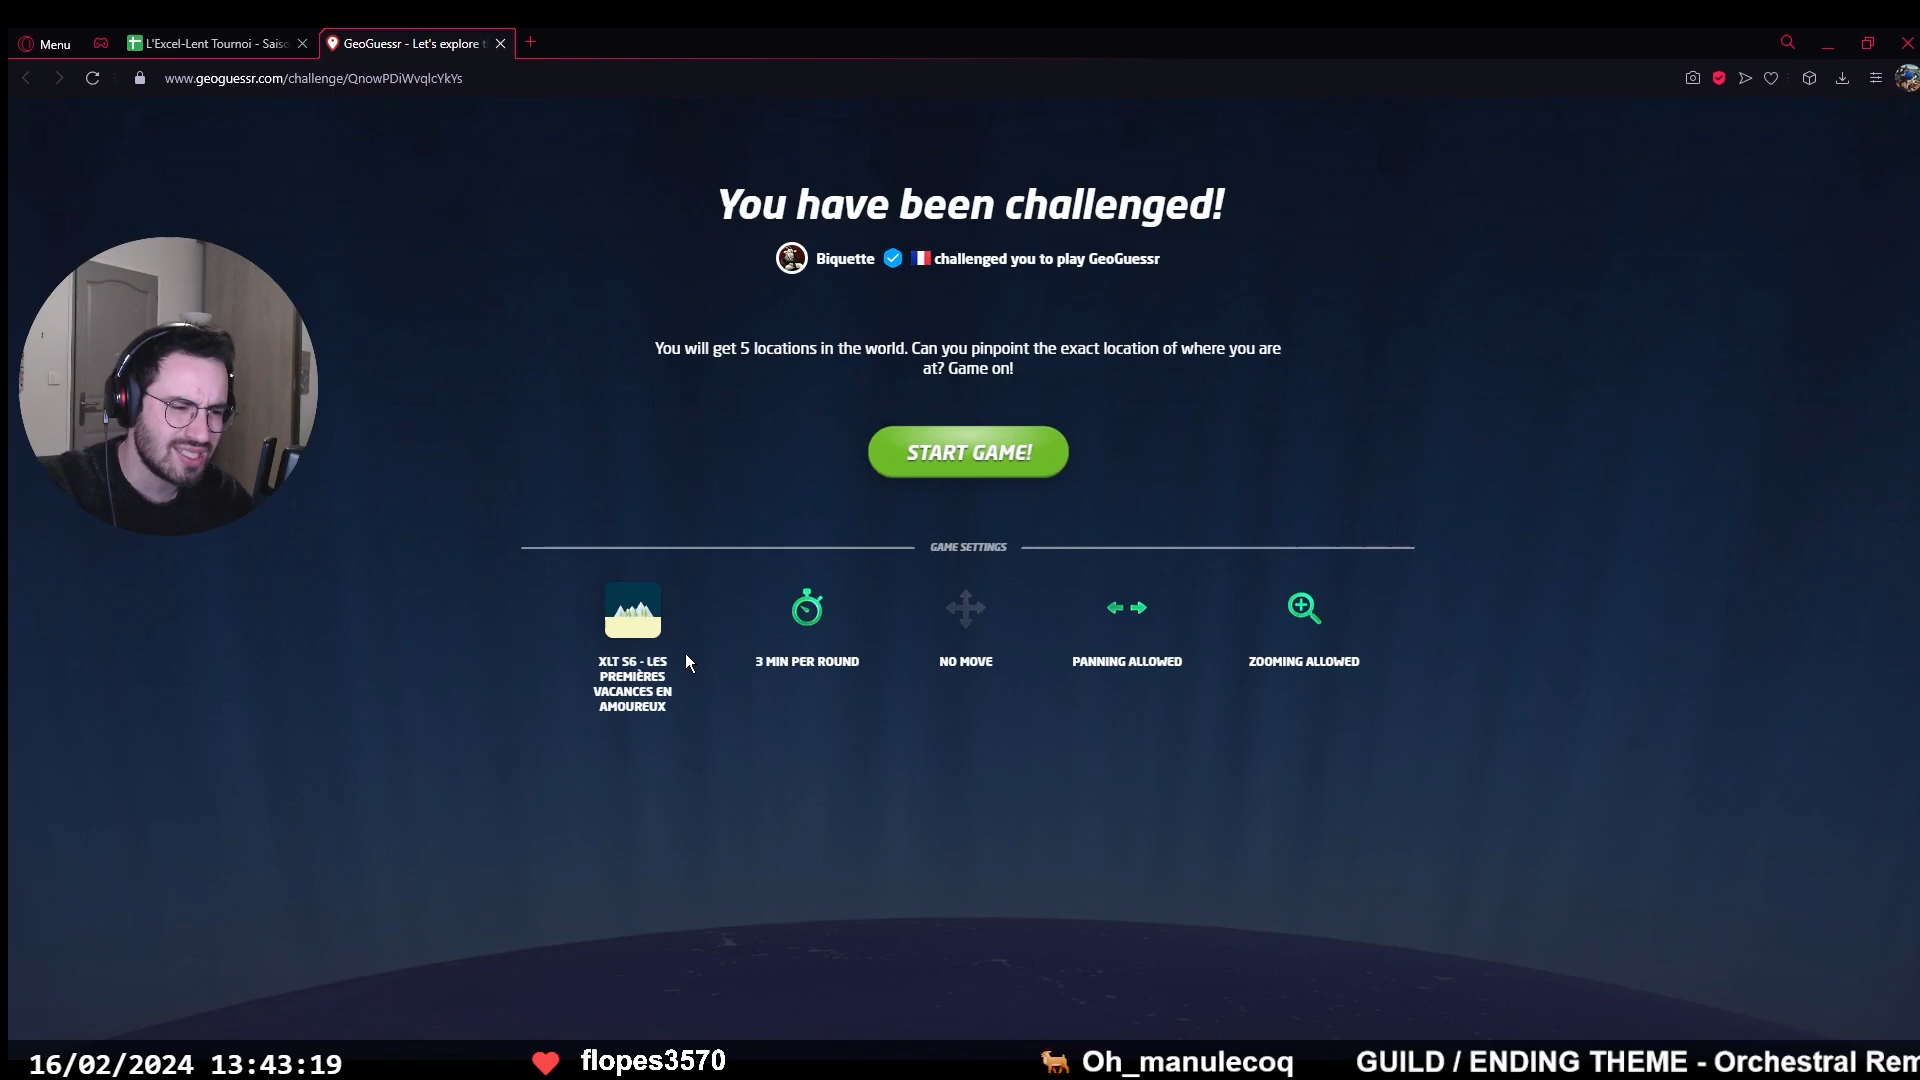 Menu
L'Excel-Lent Tournoi - Saiso
GeoGuessr - Let's explore t
www.geoguessr.com/challenge/QnowPDiWvqlcYkYs
You have been challenged!
Biquette challenged you to play GeoGuessr
You will get 5 locations in the world. Can you pinpoint the exact location of where you are
at? Game on!
START GAME!
GAME SETTINGS
XLT S6 - LES
PREMIÈRES
VACANCES EN
AMOUREUX
3 MIN PER ROUND
NO MOVE
PANNING ALLOWED
ZOOMING ALLOWED
16/02/2024 13:43:19
flopes3570
Oh_manulecoq
GUILD / ENDING THEME - Orchestral Rem